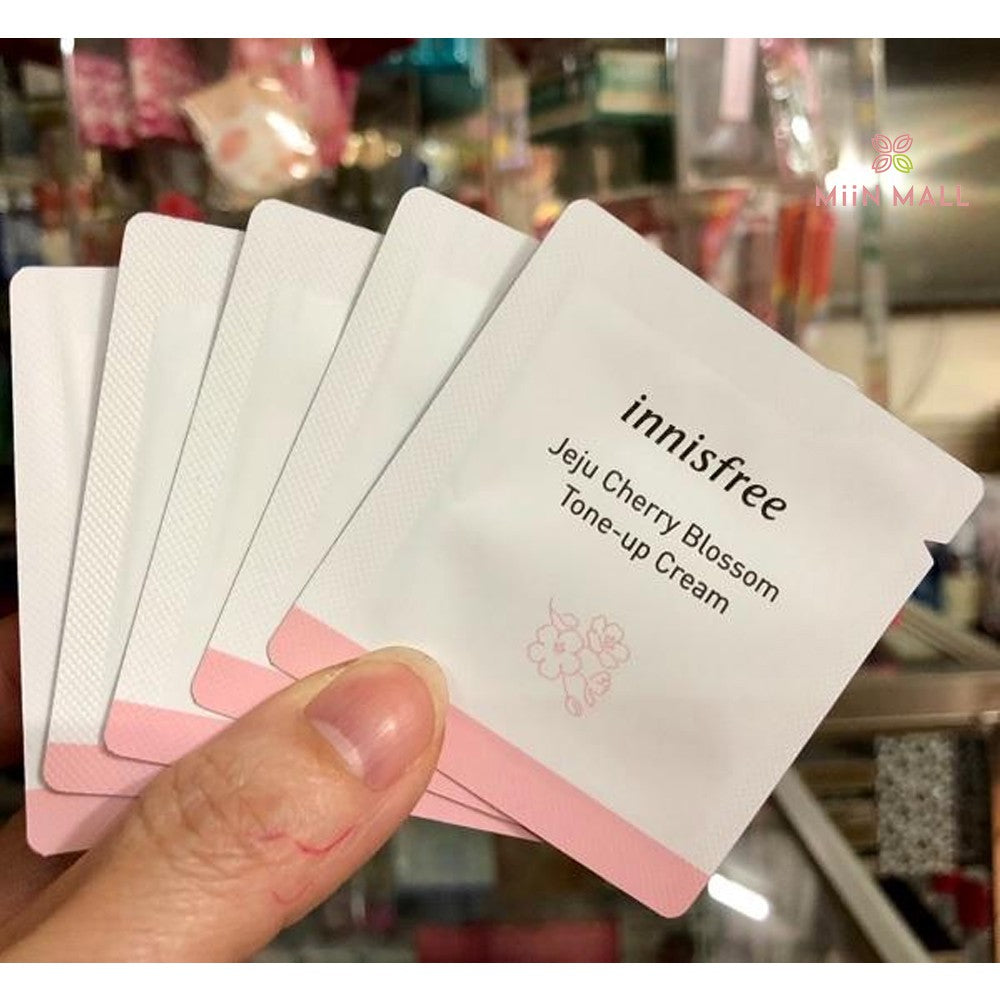 MiiN MALL
innisfree
Jeju Cherry Blossom
Tone-up Cream